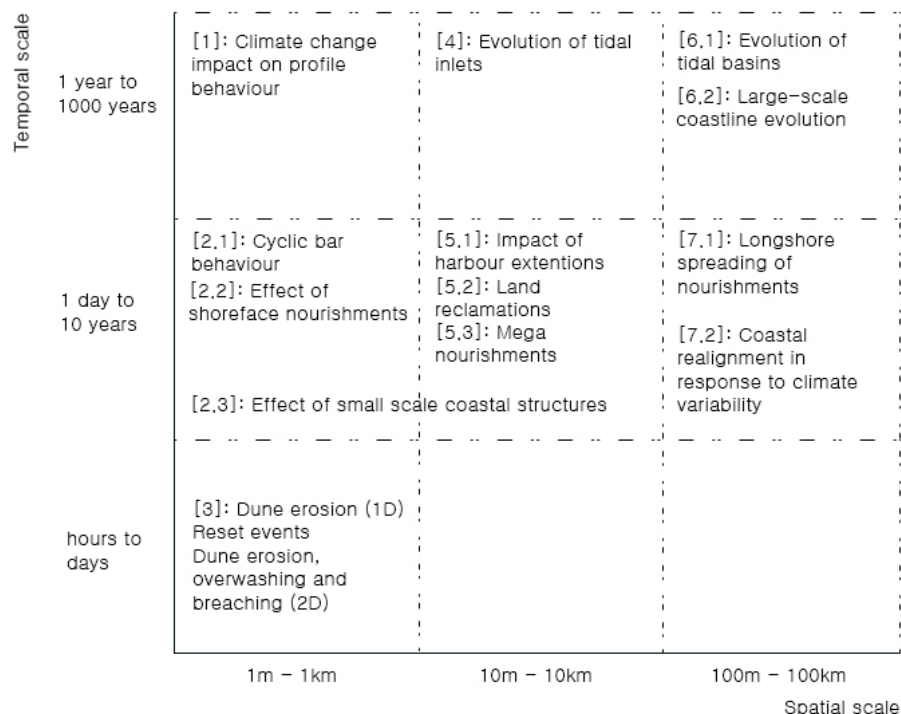 Temporal scale
1 year to
1000 years
[1]: Climate change
impact on profile
behaviour
[4]: Evolution of tidal
inlets
[6.1]: Evolution of
tidal basins
[6.2]: Large-scale
coastline evolution
1 day to
10 years
[2.1]: Cyclic bar
behaviour
[2.2]: Effect of
shoreface nourishments
[5.1]: Impact of
harbour extentions
[5.2]: Land
reclamations
[5.3]: Mega
nourishments
[7.1]: Longshore
spreading of
nourishments
[7.2]: Coastal
realignment in
response to climate
variability
[2.3]: Effect of small scale coastal structures
hours to
days
[3]: Dune erosion (1D)
Reset events
Dune erosion,
overwashing and
breaching (2D)
1m - 1km
10m - 10km
100m - 100km
Spatial scale